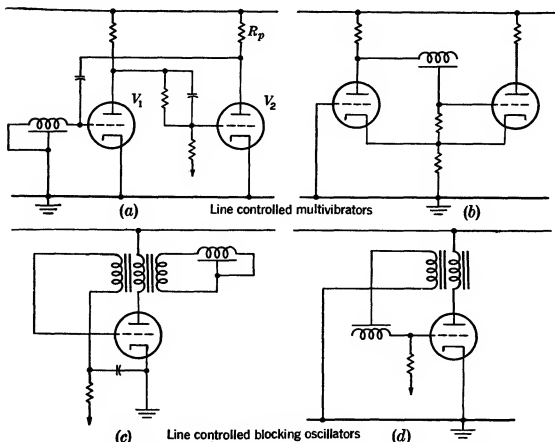 R_p
V_1
V_2
(a)
Line controlled multivibrators
(b)
(c)
Line controlled blocking oscillators
(d)